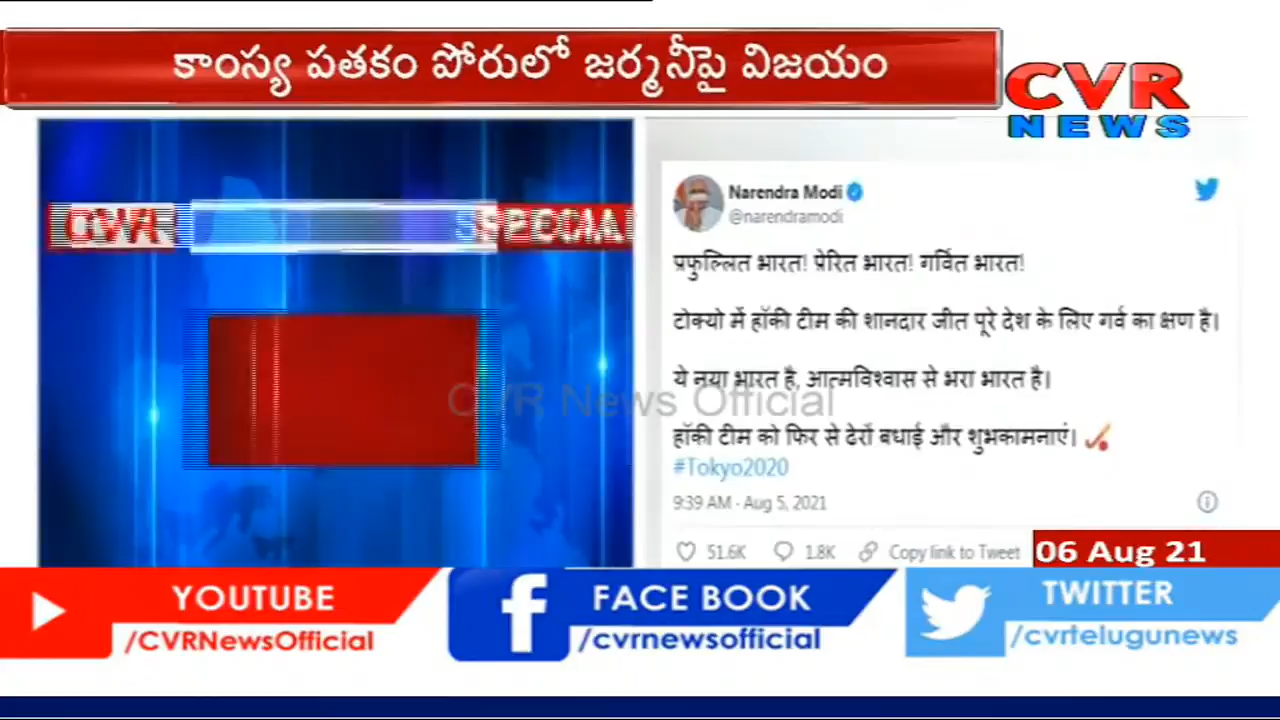 కాంస్య పతకం పోరులో జర్మనీపై విజయం
CVR
NEWS
Narendra Modi
@narendramodi
प्रफुल्लित भारत! प्रेरित भारत! गर्वित भारत!
टोक्यो में हॉकी टीम की शानदार जीत पूरे देश के लिए गर्व का क्षण है।
ये नया भारत है, आत्मविश्वास से भरा भारत है।
CVR News Official
हॉकी टीम को फिर से ढेरों बधाई और शुभकामनाएं।
#Tokyo2020
9:39 AM - Aug 5, 2021
51.6K 1.8K Copy link to Tweet
06 Aug 21
YOUTUBE
/CVRNewsOfficial
FACE BOOK
/cvrnewsofficial
TWITTER
/cvrtelugunews